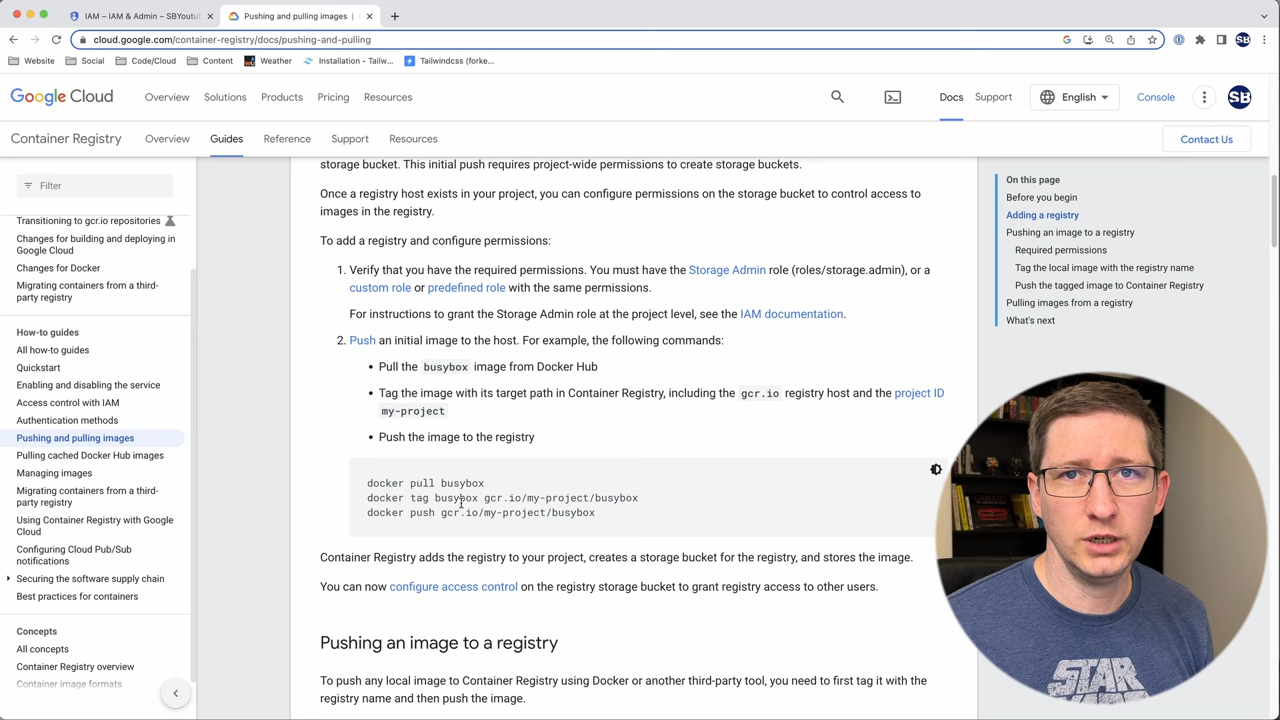 IAM – IAM & Admin – SBYoutu
Pushing and pulling images |
cloud.google.com/container-registry/docs/pushing-and-pulling
Website
Social
Code/Cloud
Content
Weather
Installation - Tailw...
Tailwindcss (forke...
Google Cloud
Overview
Solutions
Products
Pricing
Resources
Docs
Support
English
Console
SB
Container Registry
Overview
Guides
Reference
Support
Resources
Contact Us
Filter
Transitioning to gcr.io repositories
Changes for building and deploying in
Google Cloud
Changes for Docker
Migrating containers from a third-
party registry
How-to guides
All how-to guides
Quickstart
Enabling and disabling the service
Access control with IAM
Authentication methods
Pushing and pulling images
Pulling cached Docker Hub images
Managing images
Migrating containers from a third-
party registry
Using Container Registry with Google
Cloud
Configuring Cloud Pub/Sub
notifications
Securing the software supply chain
Best practices for containers
Concepts
All concepts
Container Registry overview
Container image formats
storage bucket. This initial push requires project-wide permissions to create storage buckets.
Once a registry host exists in your project, you can configure permissions on the storage bucket to control access to
images in the registry.
To add a registry and configure permissions:
1. Verify that you have the required permissions. You must have the Storage Admin role (roles/storage.admin), or a
custom role or predefined role with the same permissions.
For instructions to grant the Storage Admin role at the project level, see the IAM documentation.
2. Push an initial image to the host. For example, the following commands:
• Pull the busybox image from Docker Hub
• Tag the image with its target path in Container Registry, including the gcr.io registry host and the project ID
my-project
• Push the image to the registry
docker pull busybox
docker tag busybox gcr.io/my-project/busybox
docker push gcr.io/my-project/busybox
Container Registry adds the registry to your project, creates a storage bucket for the registry, and stores the image.
You can now configure access control on the registry storage bucket to grant registry access to other users.
Pushing an image to a registry
To push any local image to Container Registry using Docker or another third-party tool, you need to first tag it with the
registry name and then push the image.
On this page
Before you begin
Adding a registry
Pushing an image to a registry
Required permissions
Tag the local image with the registry name
Push the tagged image to Container Registry
Pulling images from a registry
What's next
STAR